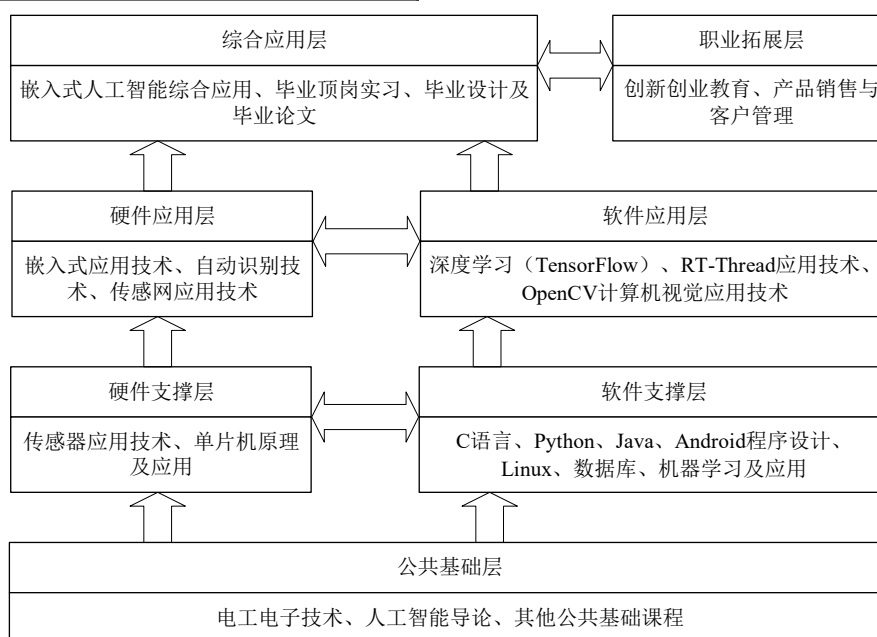 综合应用层
嵌入式人工智能综合应用、毕业顶岗实习、毕业设计及
毕业论文
职业拓展层
创新创业教育、产品销售与
客户管理
硬件应用层
嵌入式应用技术、自动识别技
术、传感网应用技术
软件应用层
深度学习（TensorFlow）、RT-Thread应用技术、
OpenCV计算机视觉应用技术
硬件支撑层
传感器应用技术、单片机原理
及应用
软件支撑层
C语言、Python、Java、Android程序设计、
Linux、数据库、机器学习及应用
公共基础层
电工电子技术、人工智能导论、其他公共基础课程